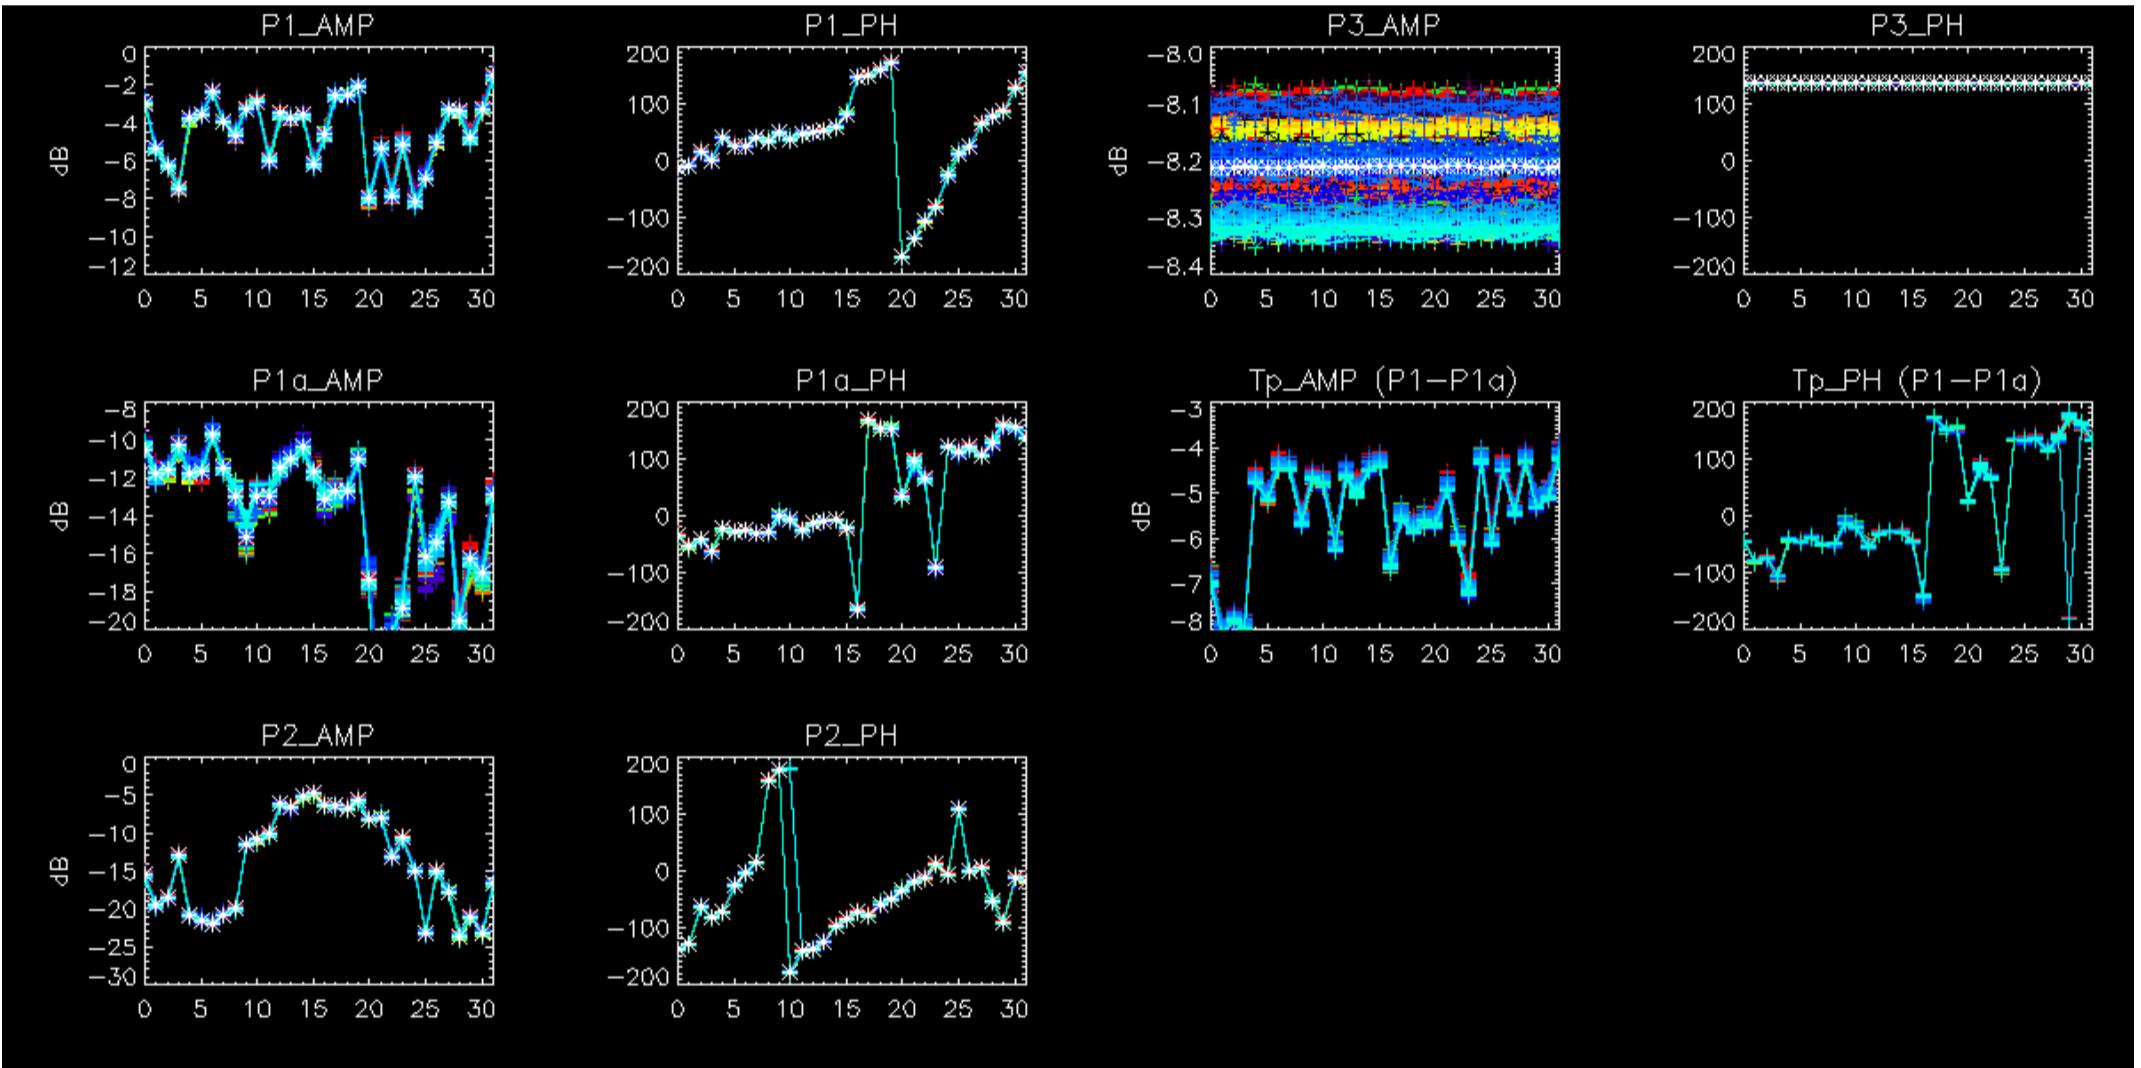 P1_AMP
P1_PH
P3_AMP
P3_PH
0
-2
-4
-6
-8
-10
-12
dB
0 5 10 15 20 25 30
200
100
0
-100
-200
0 5 10 15 20 25 30
-8.0
-8.1
-8.2
-8.3
-8.4
dB
0 5 10 15 20 25 30
200
100
0
-100
-200
0 5 10 15 20 25 30
P1a_AMP
P1a_PH
Tp_AMP (P1-P1a)
Tp_PH (P1-P1a)
-8
-10
-12
-14
-16
-18
-20
dB
0 5 10 15 20 25 30
200
100
0
-100
-200
0 5 10 15 20 25 30
-3
-4
-5
-6
-7
-8
dB
0 5 10 15 20 25 30
200
100
0
-100
-200
0 5 10 15 20 25 30
P2_AMP
P2_PH
0
-5
-10
-15
-20
-25
-30
dB
0 5 10 15 20 25 30
200
100
0
-100
-200
0 5 10 15 20 25 30